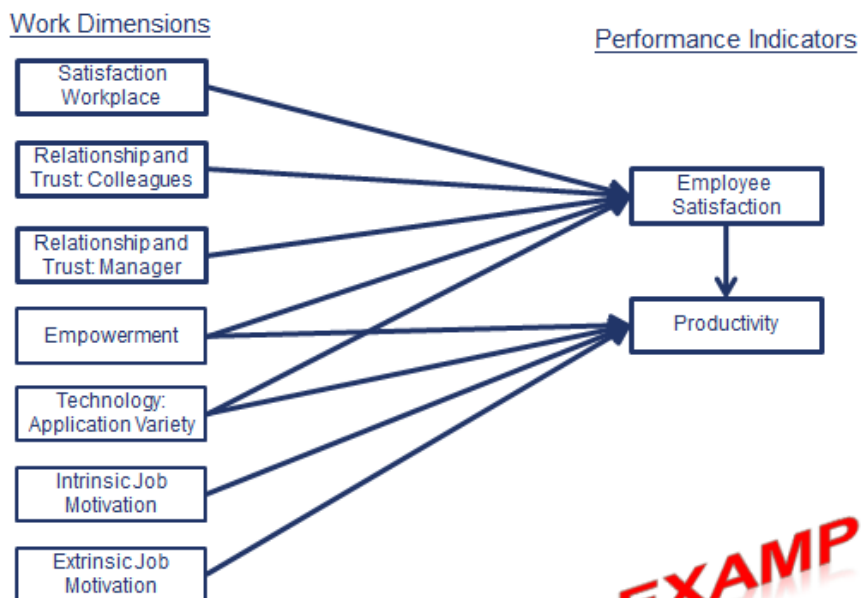 Work Dimensions
Performance Indicators
Satisfaction
Workplace
Relationship and
Trust: Colleagues
Relationship and
Trust: Manager
Empowerment
Technology:
Application Variety
Intrinsic Job
Motivation
Extrinsic Job
Motivation
Employee
Satisfaction
Productivity
EXAMP